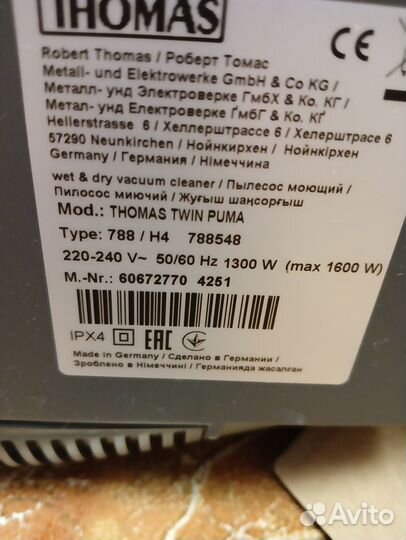 THOMAS
Robert Thomas / Роберт Томас
Metall- und Elektrowerke GmbH & Co KG /
Металл- унд Электроверке ГмбХ & Ко. КГ /
Метал- унд Електроверке ҐмбГ & Ко. КҐ
Hellerstrasse 6 / Хеллерштрассе 6 / Хелерштрасе 6
57290 Neunkirchen / Нойнкирхен / Нойнкірхен
Germany / Германия / Німеччина
CE
wet & dry vacuum cleaner / Пылесос моющий /
Пилосос миючий / Жуғыш шаңсорғыш
Mod.: THOMAS TWIN PUMA
Type: 788 / H4 788548
220-240 V~ 50/60 Hz 1300 W (max 1600 W)
M.-Nr.: 60672770 4251
IPX4 EAC
Made in Germany / Сделано в Германии /
Зроблено в Німеччині / Германияда жасалған
Avito